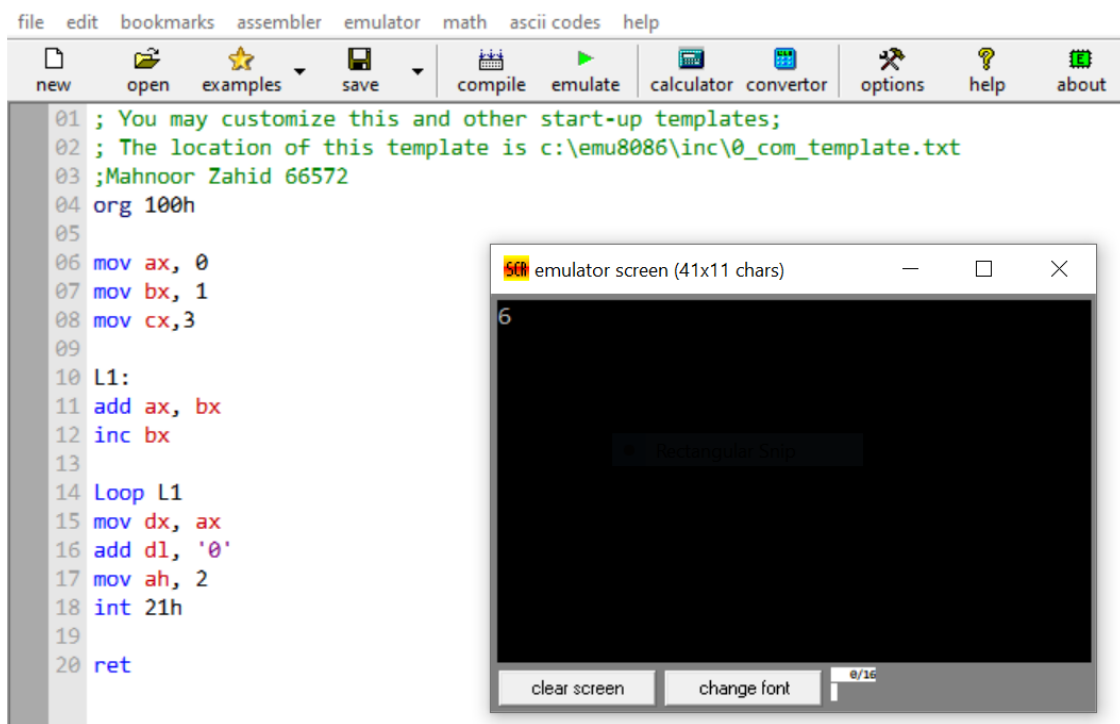 file edit bookmarks assembler emulator math ascii codes help
new open examples save compile emulate calculator convertor options help about
01 ; You may customize this and other start-up templates;
02 ; The location of this template is c:\emu8086\inc\0_com_template.txt
03 ;Mahnoor Zahid 66572
04 org 100h
05
06 mov ax, 0
07 mov bx, 1
08 mov cx,3
09
10 L1:
11 add ax, bx
12 inc bx
13
14 Loop L1
15 mov dx, ax
16 add dl, '0'
17 mov ah, 2
18 int 21h
19
20 ret
SCR emulator screen (41x11 chars)
6
Rectangular Snip
clear screen change font 0/16